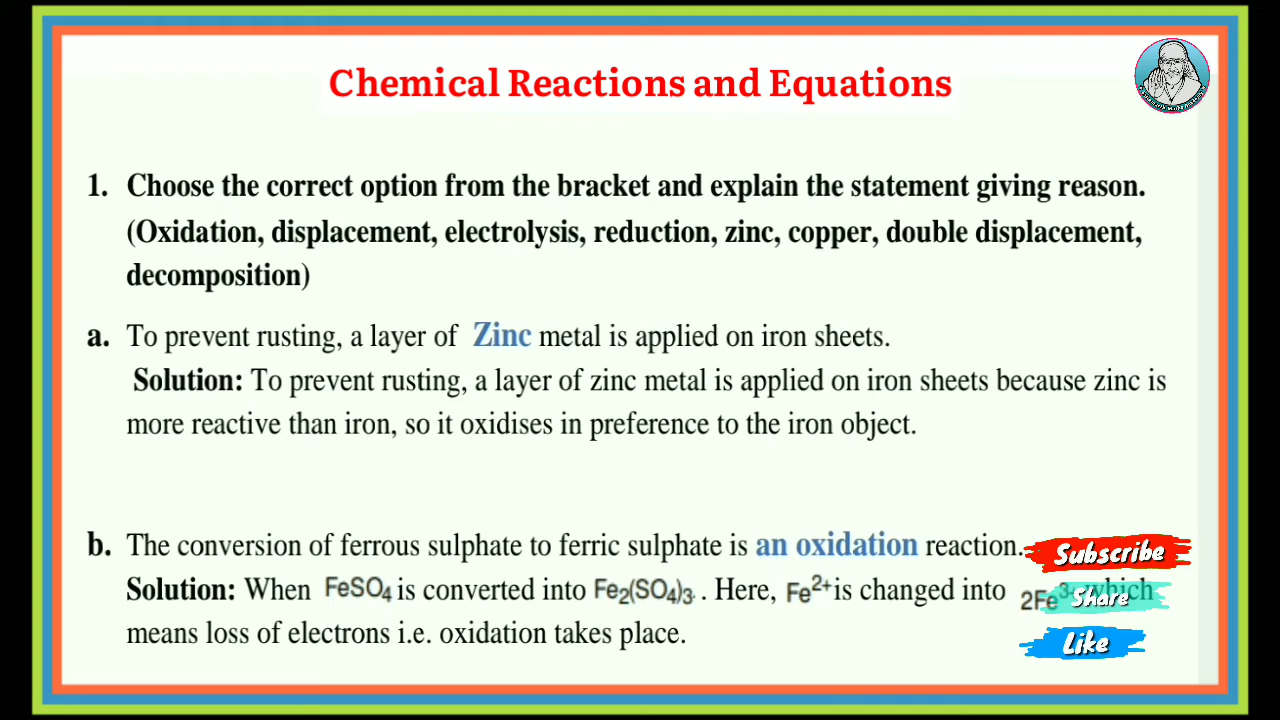 Chemical Reactions and Equations
1. Choose the correct option from the bracket and explain the statement giving reason.
(Oxidation, displacement, electrolysis, reduction, zinc, copper, double displacement,
decomposition)
a. To prevent rusting, a layer of Zinc metal is applied on iron sheets.
Solution: To prevent rusting, a layer of zinc metal is applied on iron sheets because zinc is
more reactive than iron, so it oxidises in preference to the iron object.
b. The conversion of ferrous sulphate to ferric sulphate is an oxidation reaction.
Subscribe
Solution: When FeSO₄ is converted into Fe₂(SO₄)₃ . Here, Fe²⁺ is changed into 2Fe³ which
Share
means loss of electrons i.e. oxidation takes place.
Like